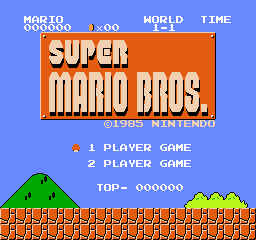 MARIO WORLD TIME
000000 ×00 1-1
SUPER
MARIO BROS.
©1985 NINTENDO
1 PLAYER GAME
2 PLAYER GAME
TOP- 000000